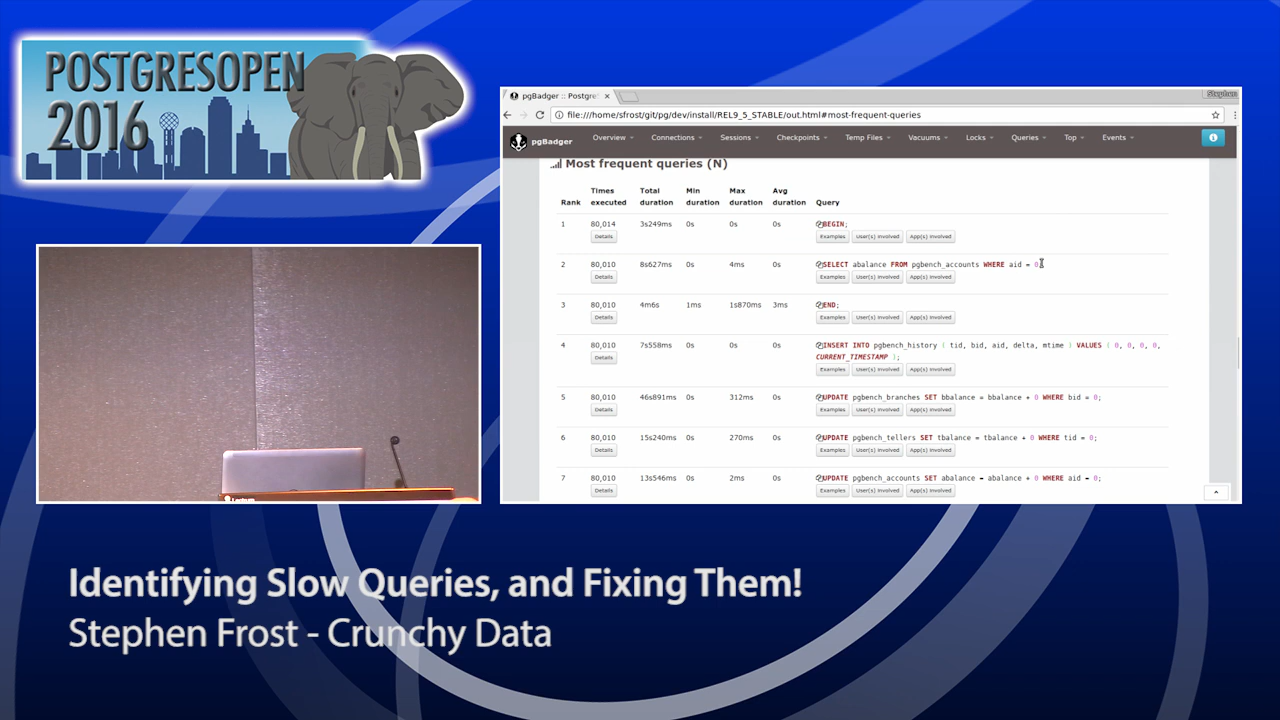 POSTGRESOPEN
2016
pgBadger :: Postgre
Stephen
file:///home/sfrost/git/pg/dev/install/REL9_5_STABLE/out.html#most-frequent-queries
pgBadger Overview Connections Sessions Checkpoints Temp Files Vacuums Locks Queries Top Events
Most frequent queries (N)
Rank Times executed Total duration Min duration Max duration Avg duration Query
1 80,014 3s249ms 0s 0s 0s BEGIN;
Details Examples User(s) involved App(s) involved
2 80,010 8s627ms 0s 4ms 0s SELECT abalance FROM pgbench_accounts WHERE aid = 0;
Details Examples User(s) involved App(s) involved
3 80,010 4m6s 1ms 1s870ms 3ms END;
Details Examples User(s) involved App(s) involved
4 80,010 7s558ms 0s 0s 0s INSERT INTO pgbench_history ( tid, bid, aid, delta, mtime ) VALUES ( 0, 0, 0, 0,
CURRENT_TIMESTAMP );
Details Examples User(s) involved App(s) involved
5 80,010 46s891ms 0s 312ms 0s UPDATE pgbench_branches SET bbalance = bbalance + 0 WHERE bid = 0;
Details Examples User(s) involved App(s) involved
6 80,010 15s240ms 0s 270ms 0s UPDATE pgbench_tellers SET tbalance = tbalance + 0 WHERE tid = 0;
Details Examples User(s) involved App(s) involved
7 80,010 13s546ms 0s 2ms 0s UPDATE pgbench_accounts SET abalance = abalance + 0 WHERE aid = 0;
Details Examples User(s) involved App(s) involved
Identifying Slow Queries, and Fixing Them!
Stephen Frost - Crunchy Data